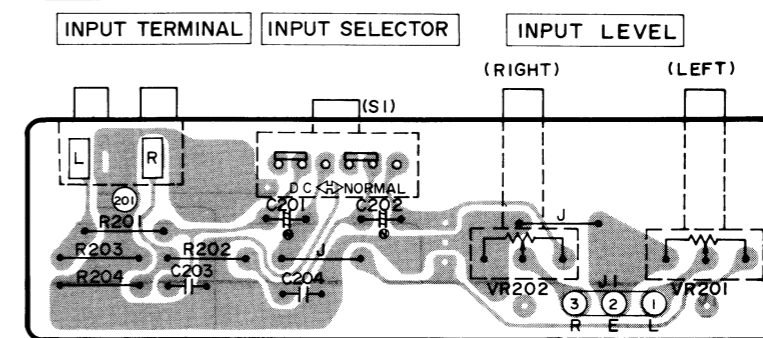 INPUT TERMINAL INPUT SELECTOR INPUT LEVEL
(RIGHT) (LEFT)
(S1)
L R
DC NORMAL
201 C201 C202
R201 J
R203 R202 J
R204 C203 C204 VR202 J1 VR201
3 2 1
R E L